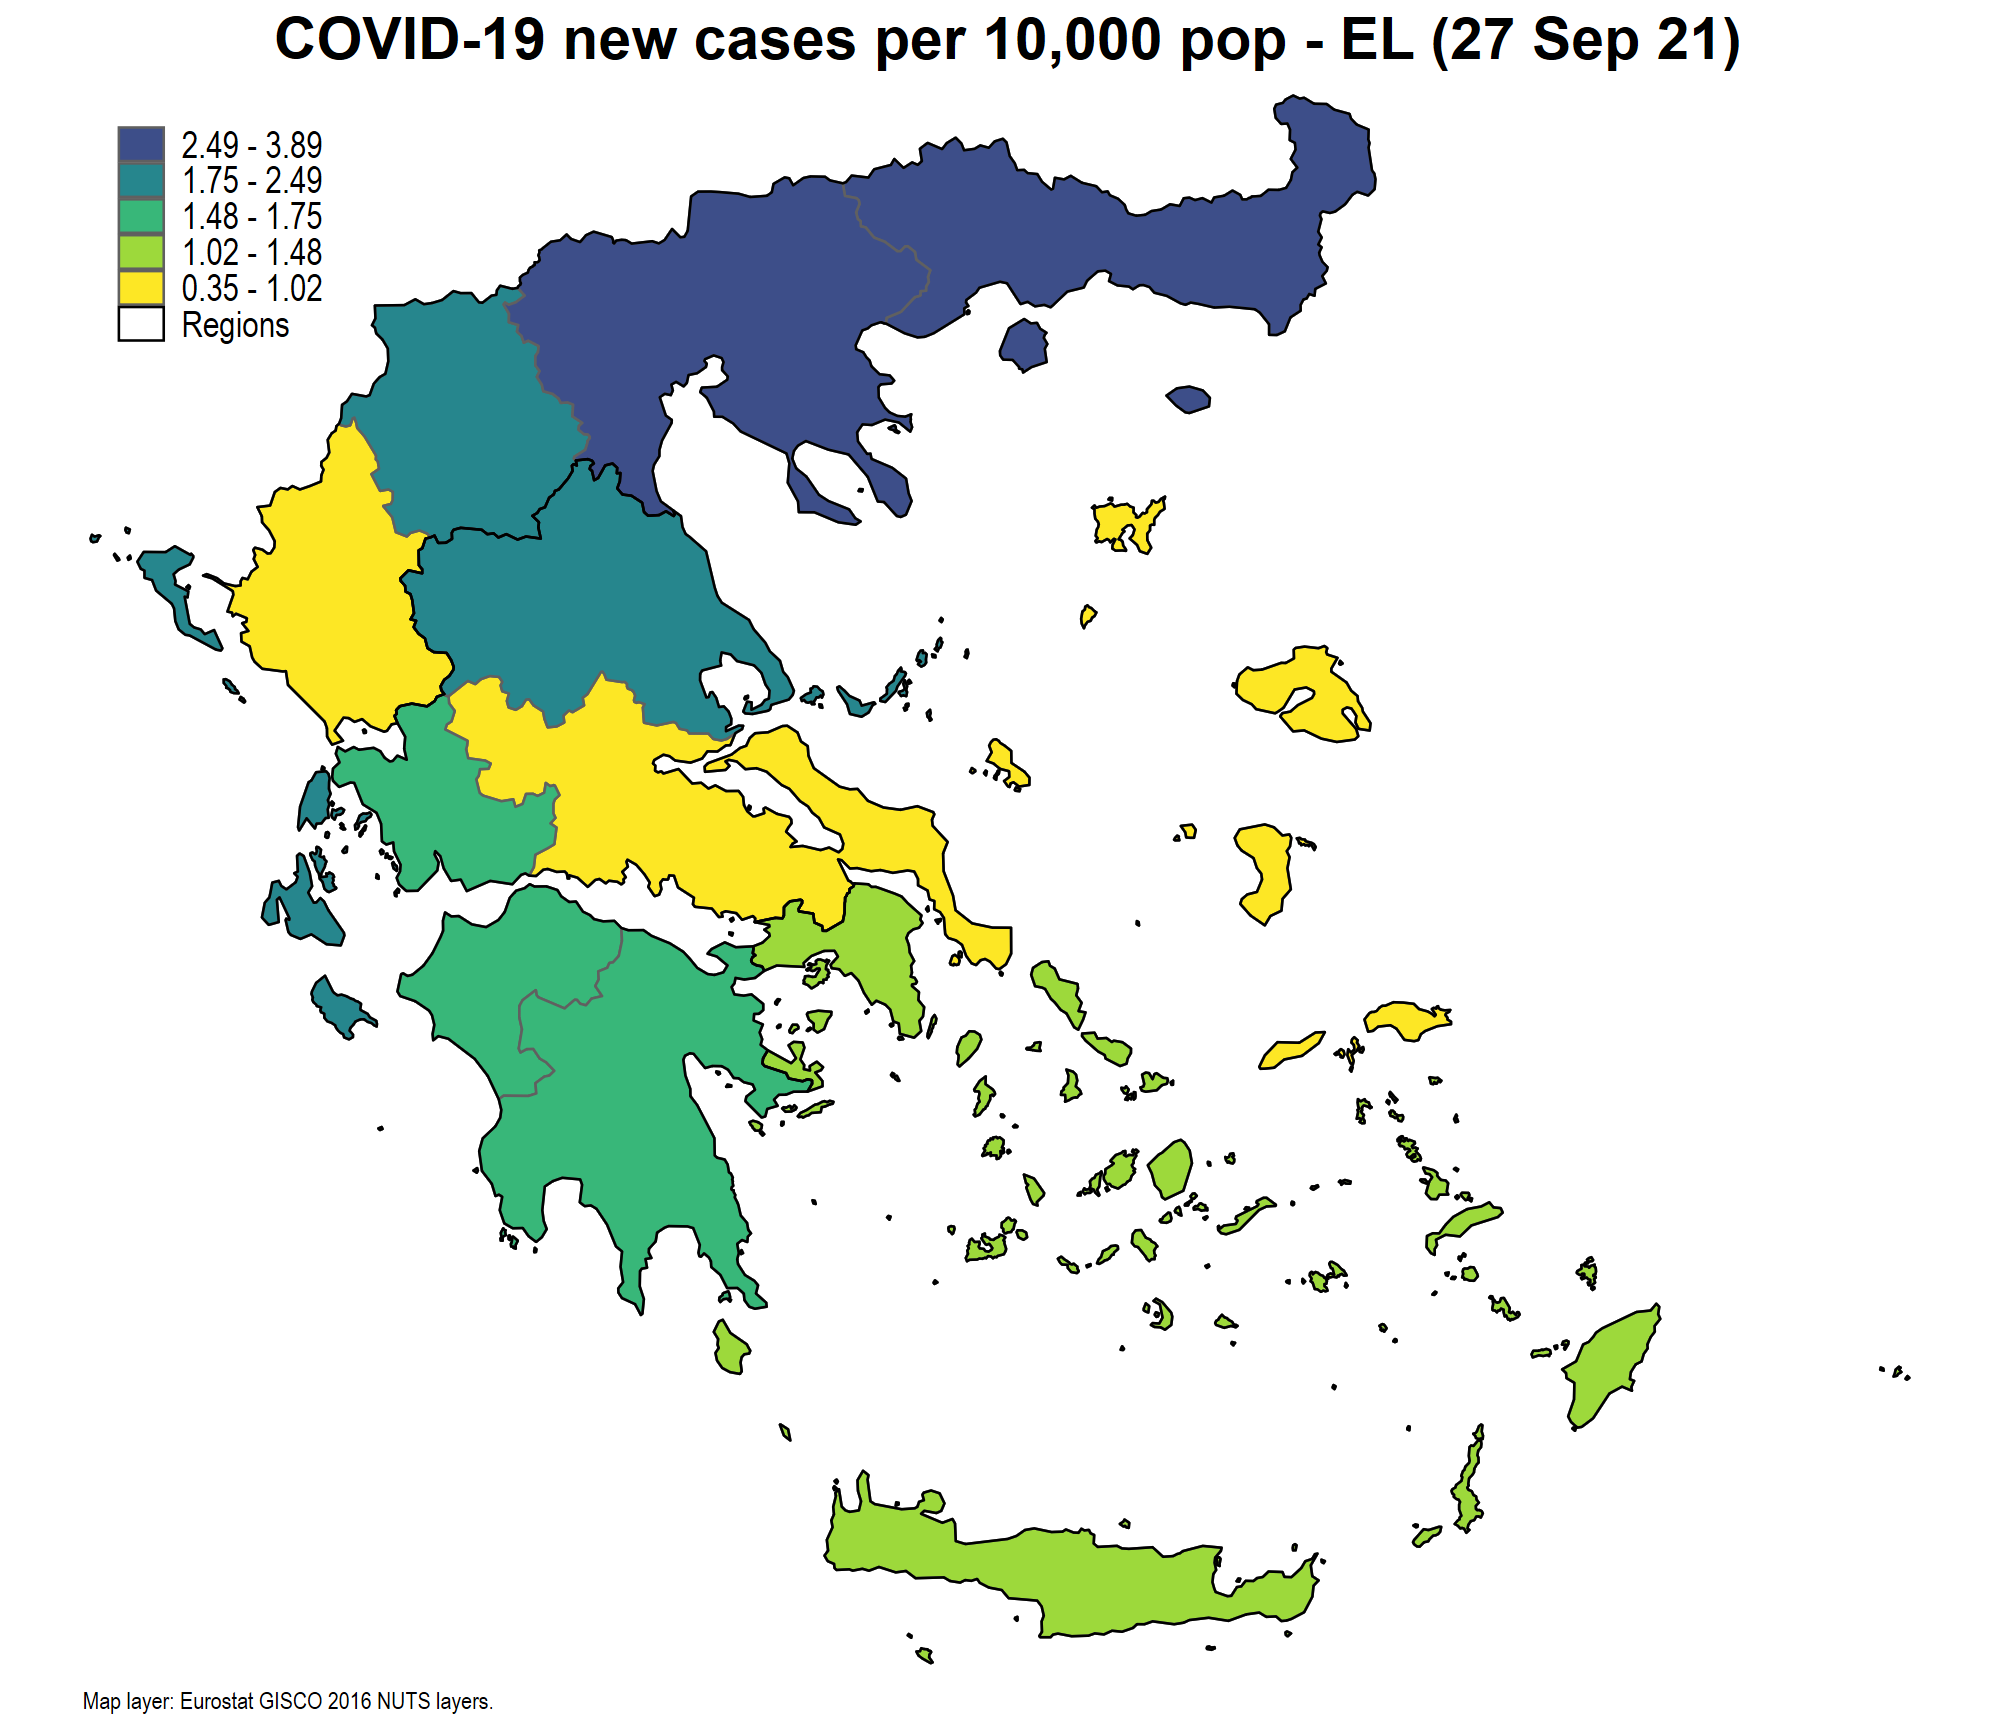 COVID-19 new cases per 10,000 pop - EL (27 Sep 21)
2.49 - 3.89
1.75 - 2.49
1.48 - 1.75
1.02 - 1.48
0.35 - 1.02
Regions
Map layer: Eurostat GISCO 2016 NUTS layers.